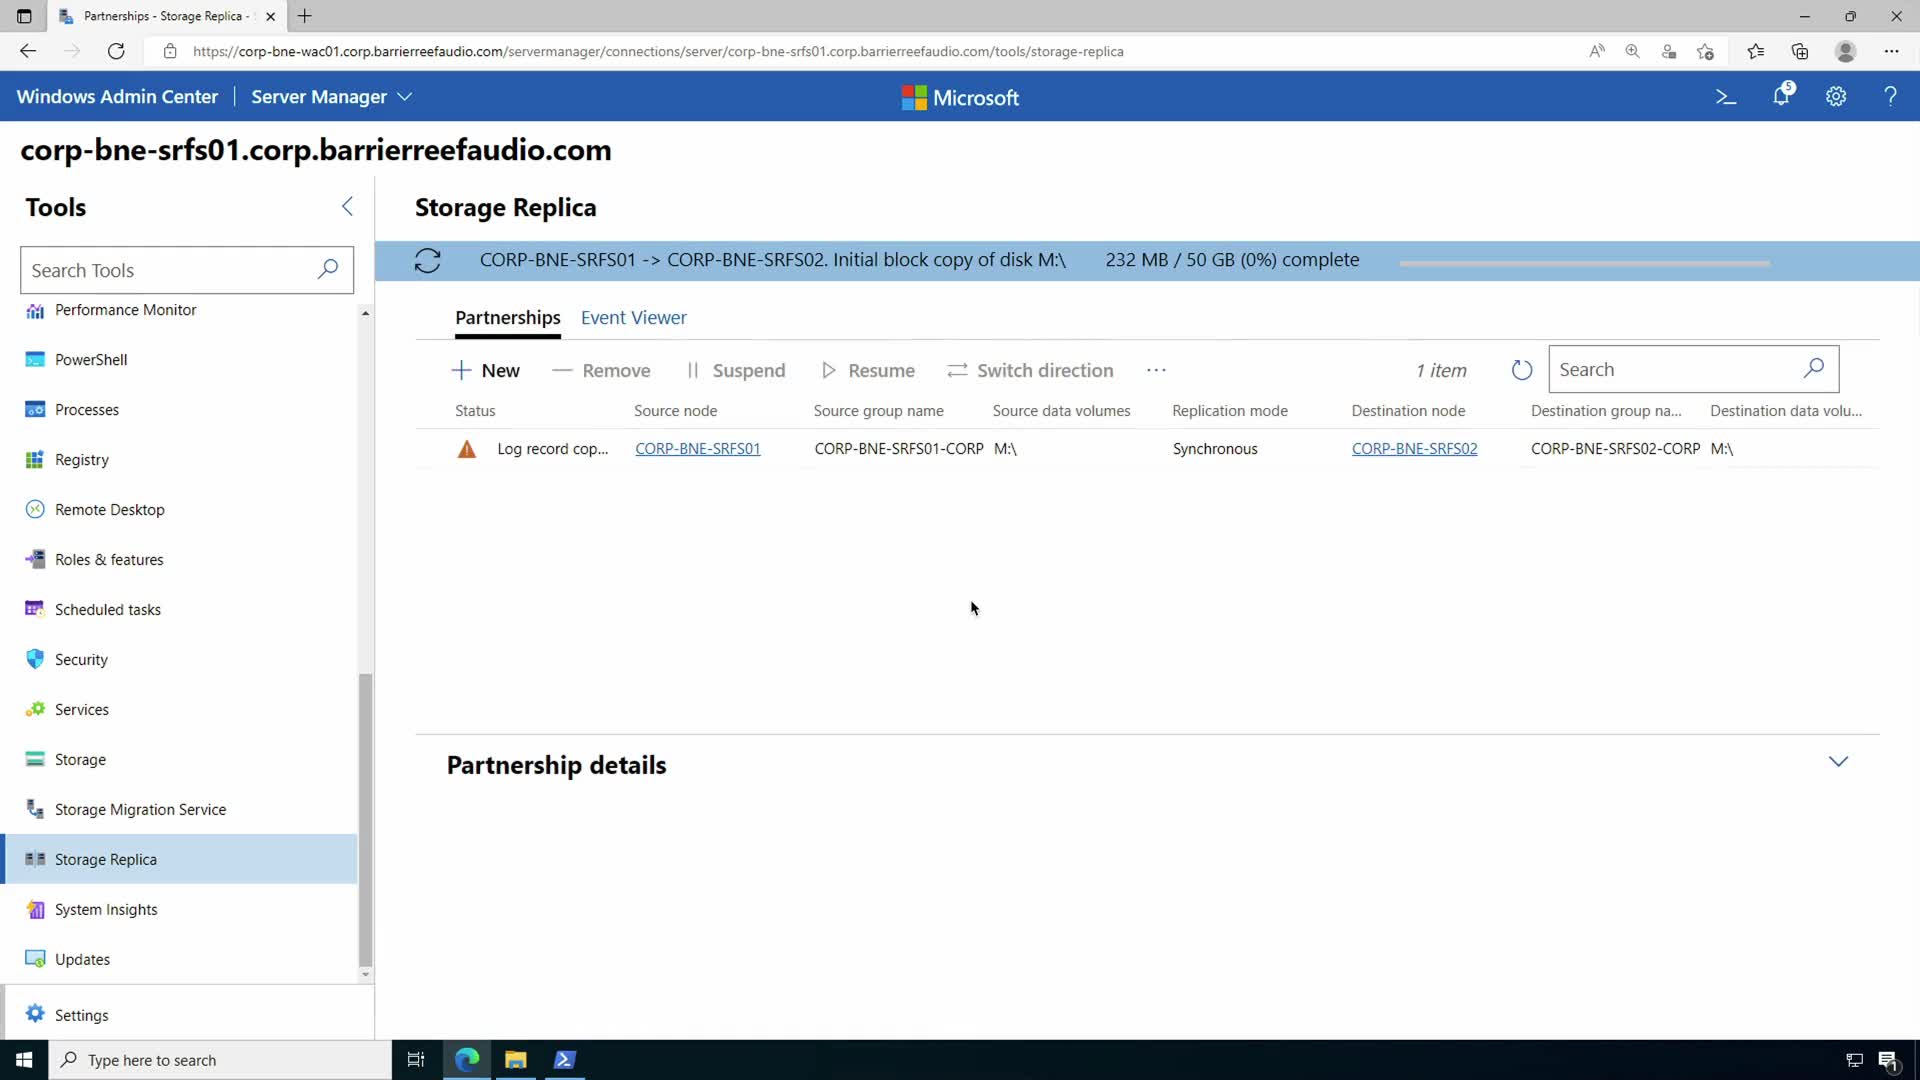 Partnerships - Storage Replica -
https://corp-bne-wac01.corp.barrierreefaudio.com/servermanager/connections/server/corp-bne-srfs01.corp.barrierreefaudio.com/tools/storage-replica
Windows Admin Center | Server Manager
Microsoft
5
corp-bne-srfs01.corp.barrierreefaudio.com
Tools
Storage Replica
Search Tools
CORP-BNE-SRFS01 -> CORP-BNE-SRFS02. Initial block copy of disk M:\ 232 MB / 50 GB (0%) complete
Performance Monitor
PowerShell
Processes
Registry
Remote Desktop
Roles & features
Scheduled tasks
Security
Services
Storage
Storage Migration Service
Storage Replica
System Insights
Updates
Settings
Partnerships Event Viewer
New Remove Suspend Resume Switch direction ... 1 item Search
Status Source node Source group name Source data volumes Replication mode Destination node Destination group na... Destination data volu...
Log record cop... CORP-BNE-SRFS01 CORP-BNE-SRFS01-CORP M:\ Synchronous CORP-BNE-SRFS02 CORP-BNE-SRFS02-CORP M:\
Partnership details
Type here to search
1